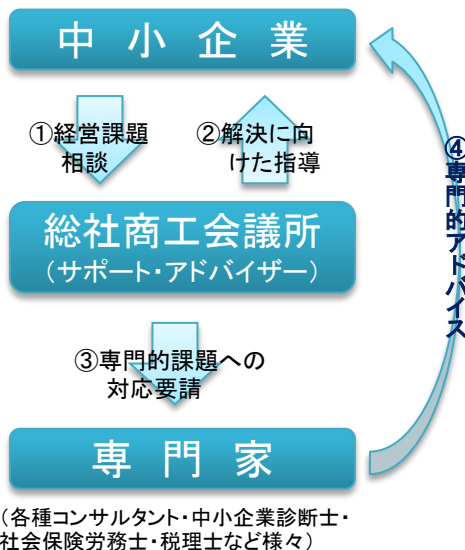 中小企業
①経営課題
相談
②解決に向
けた指導
総社商工会議所
（サポート・アドバイザー）
③専門的課題への
対応要請
④専門的アドバイス
専門家
（各種コンサルタント・中小企業診断士・
社会保険労務士・税理士など様々）